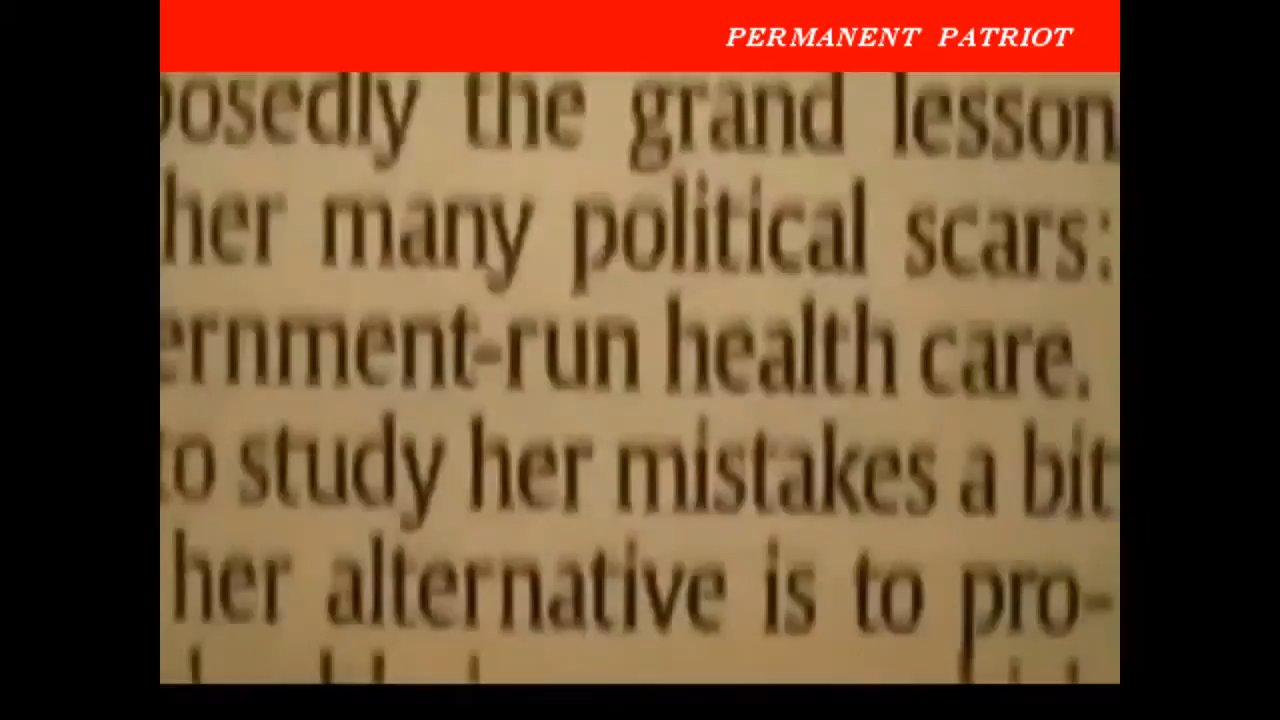 PERMANENT PATRIOT
posedly the grand lesson
her many political scars:
ernment-run health care.
to study her mistakes a bit
her alternative is to pro-